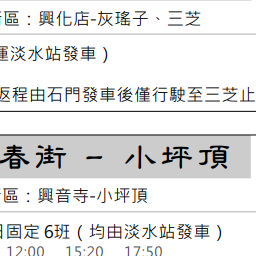 區：興化店-灰瑤子、三芝
淡水站發車）
返程由石門發車後僅行駛至三芝止
春街 – 小坪頂
區：興音寺-小坪頂
固定6班（均由淡水站發車）
12:00 15:20 17:50